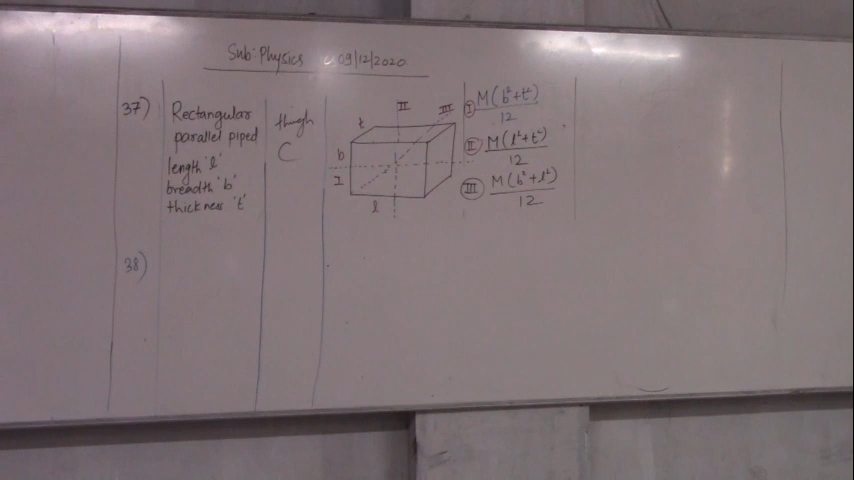 Sub: Physics 09/12/2020
37)
Rectangular
parallel piped
length 'l'
breadth 'b'
thickness 't'
C
II
III
t
b
I
l
I M(b²+t²)/12
II M(l²+t²)/12
III M(b²+l²)/12
38)